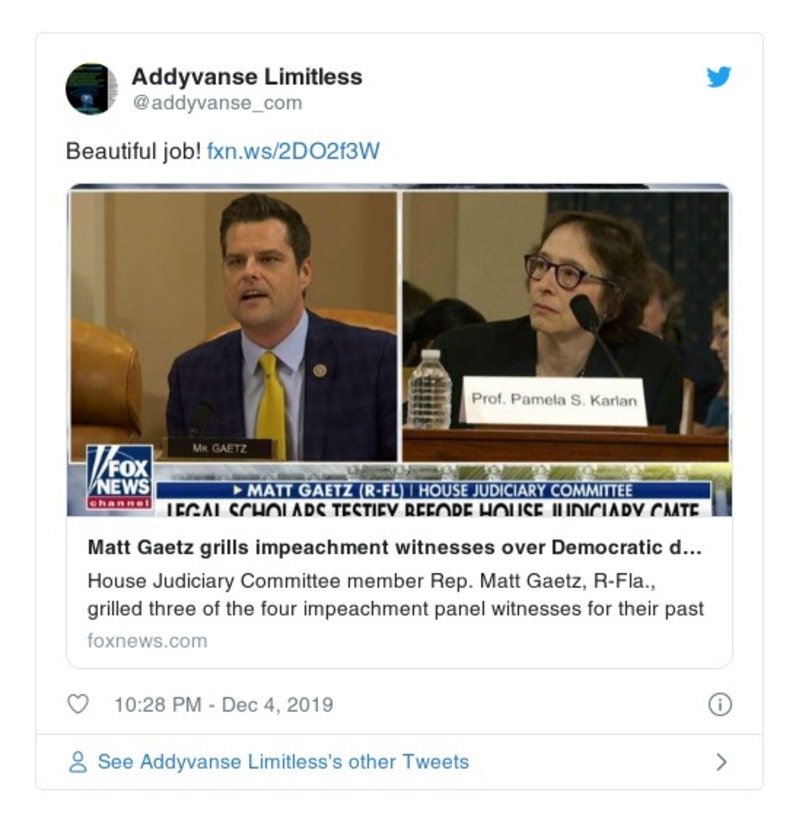 Addyvanse Limitless
@addyvanse_com
Beautiful job! fxn.ws/2DO2f3W
MR. GAETZ
Prof. Pamela S. Karlan
FOX
NEWS
channel
MATT GAETZ (R-FL) | HOUSE JUDICIARY COMMITTEE
LEGAL SCHOLARS TESTIFY BEFORE HOUSE JUDICIARY CMTE
Matt Gaetz grills impeachment witnesses over Democratic d...
House Judiciary Committee member Rep. Matt Gaetz, R-Fla.,
grilled three of the four impeachment panel witnesses for their past
foxnews.com
10:28 PM - Dec 4, 2019
See Addyvanse Limitless's other Tweets